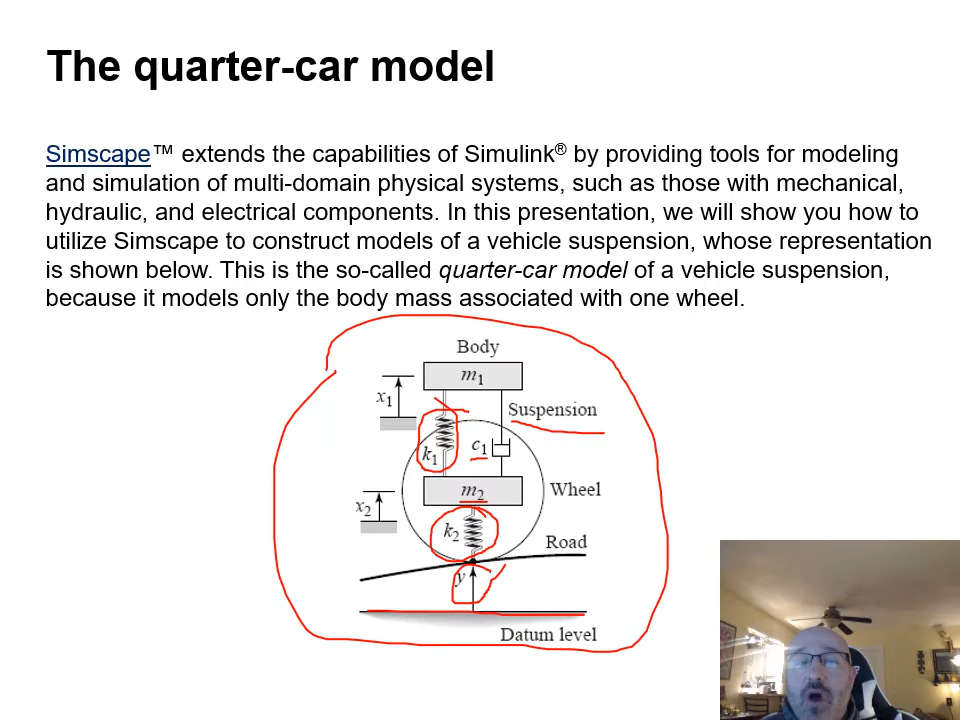 The quarter-car model
Simscape™ extends the capabilities of Simulink® by providing tools for modeling
and simulation of multi-domain physical systems, such as those with mechanical,
hydraulic, and electrical components. In this presentation, we will show you how to
utilize Simscape to construct models of a vehicle suspension, whose representation
is shown below. This is the so-called quarter-car model of a vehicle suspension,
because it models only the body mass associated with one wheel.
Body
m₁
x₁
Suspension
k₁
c₁
m₂
Wheel
x₂
k₂
Road
y
Datum level